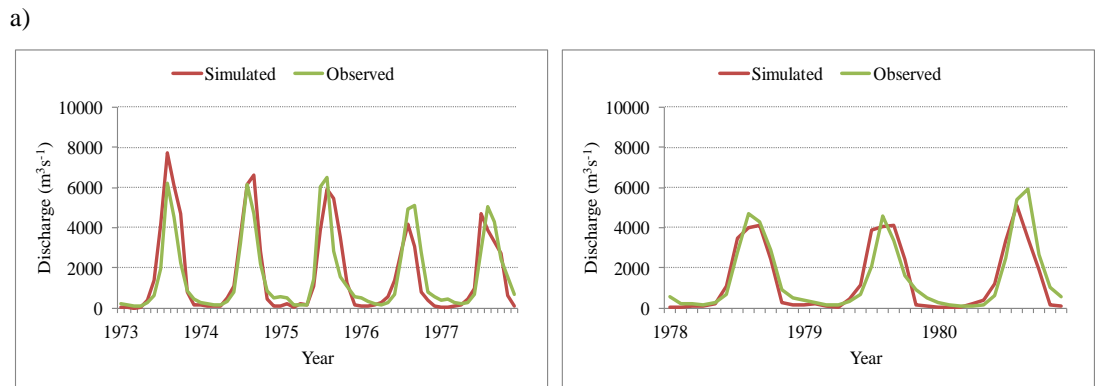 a)
Simulated Observed
10000
8000
6000
4000
2000
0
Discharge (m³s⁻¹)
1973 1974 1975 1976 1977
Year
Simulated Observed
10000
8000
6000
4000
2000
0
Discharge (m³s⁻¹)
1978 1979 1980
Year